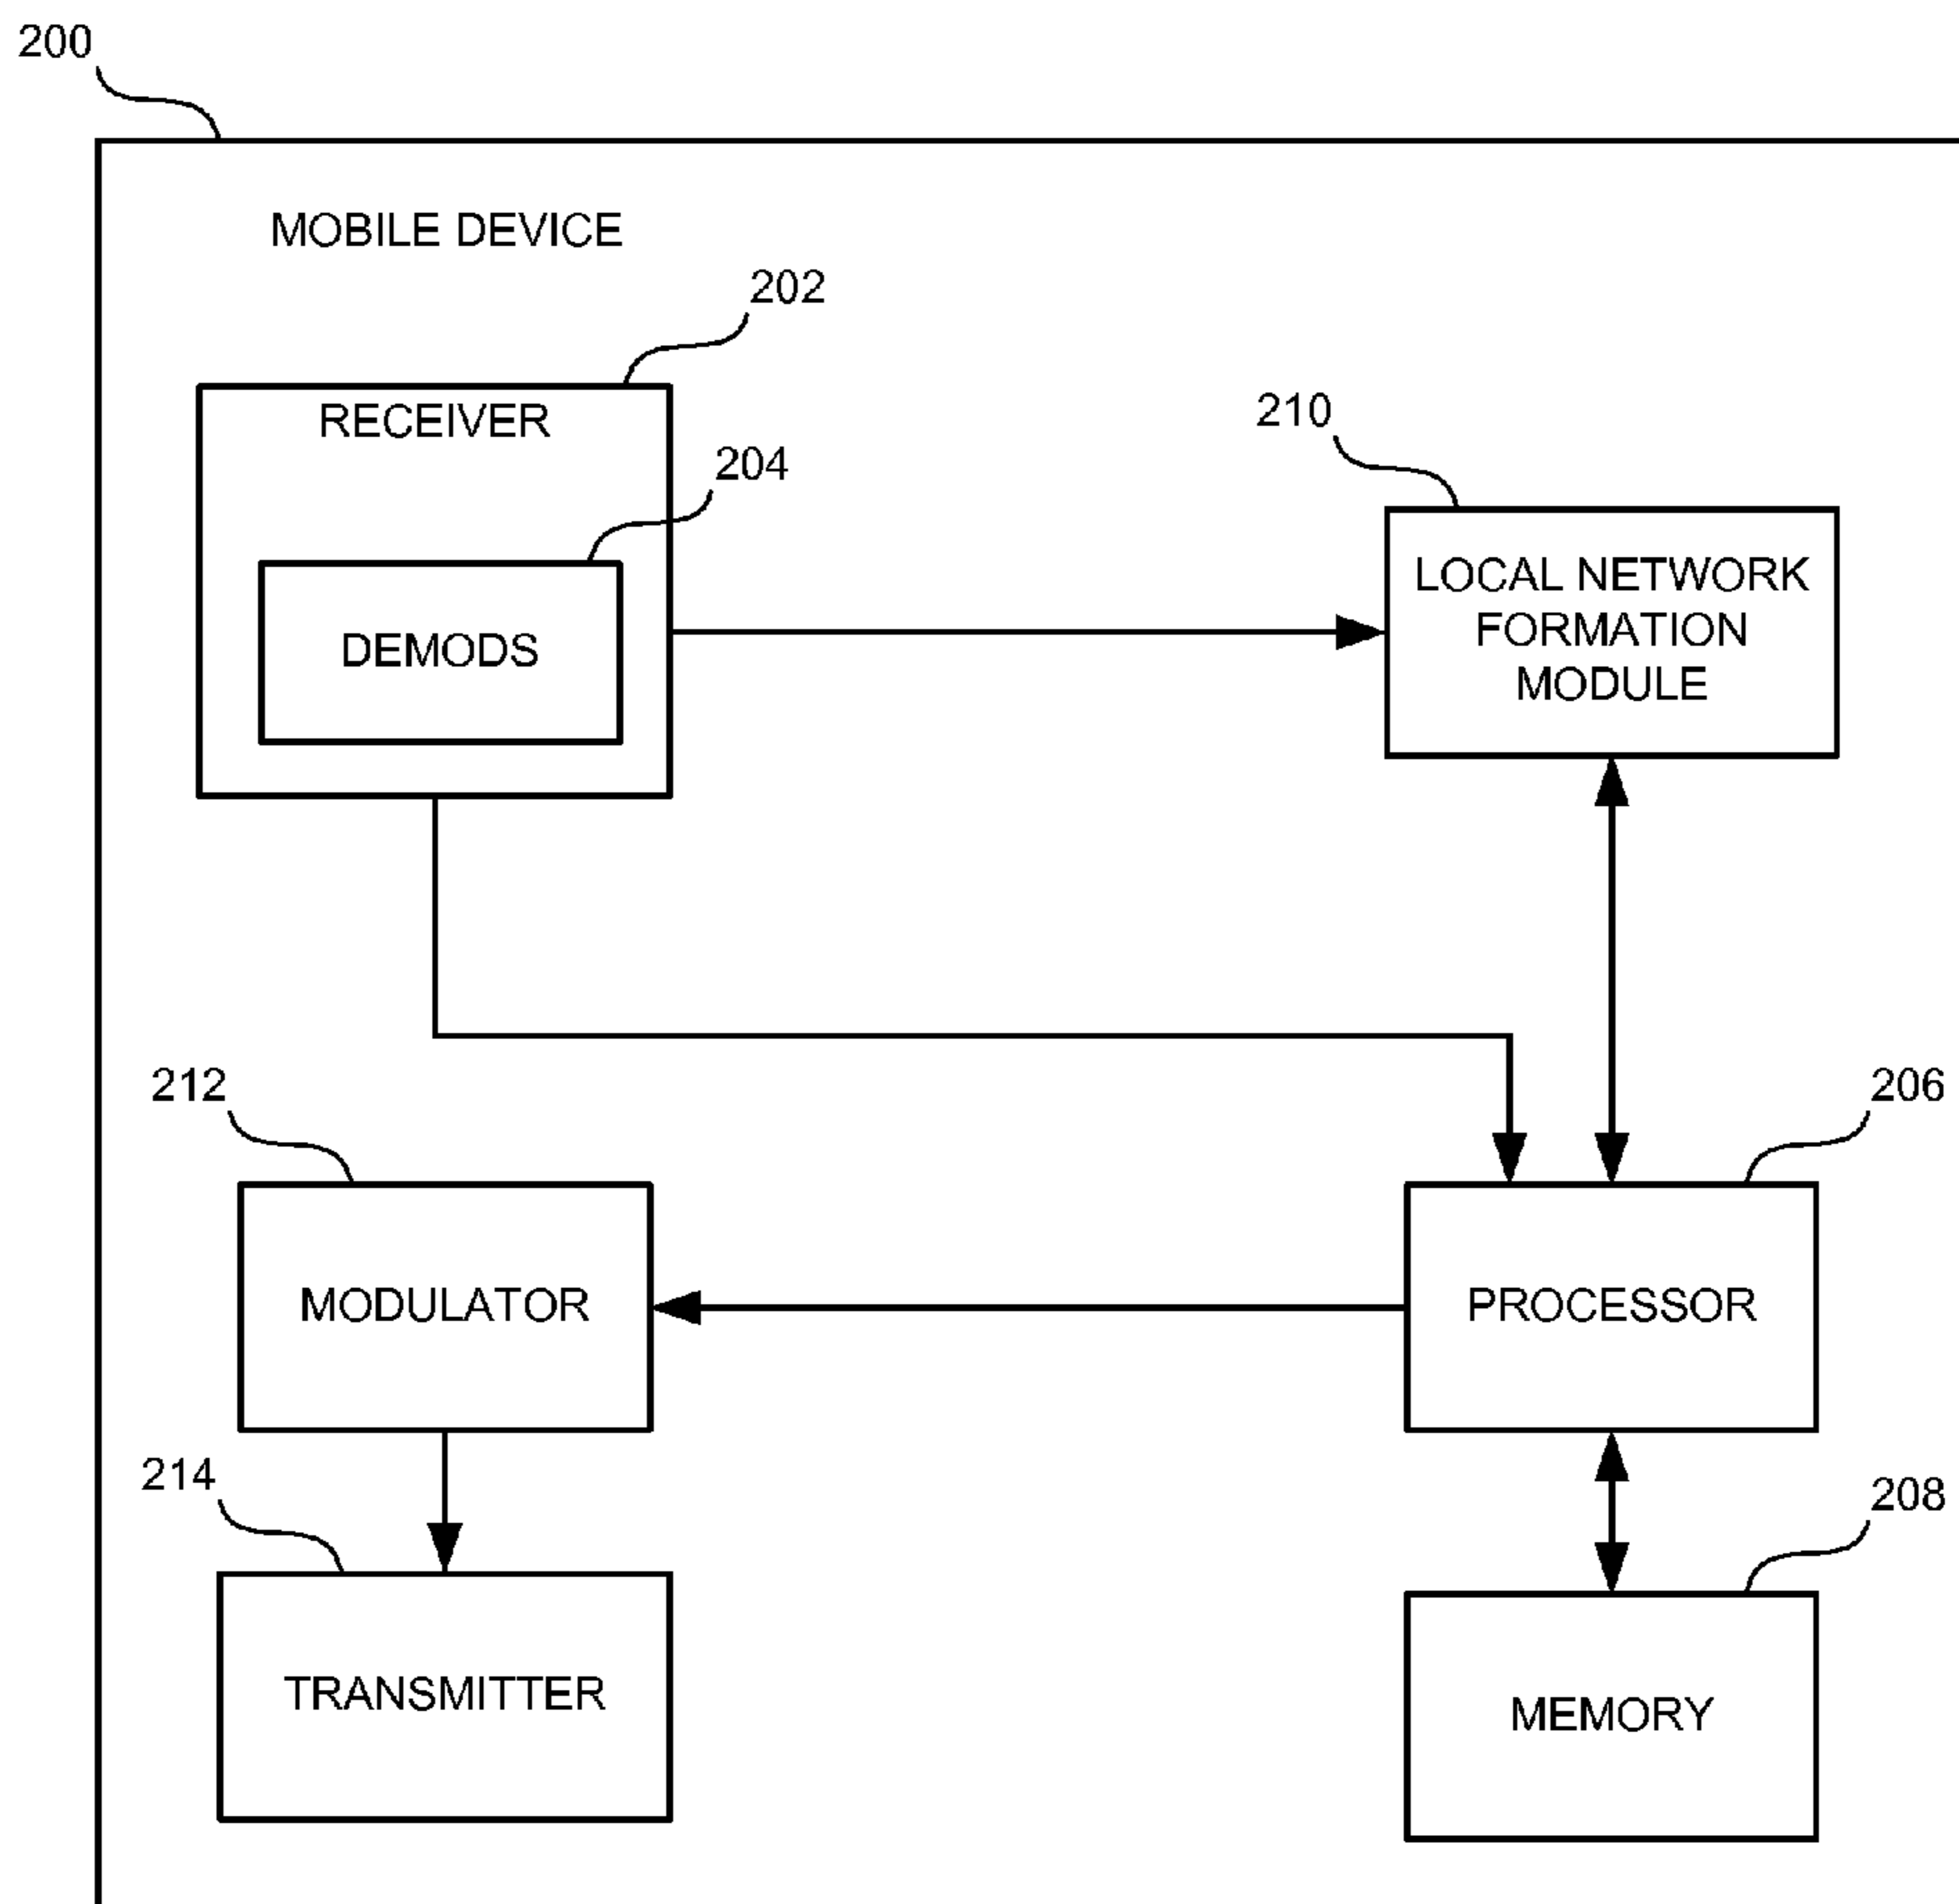 200
MOBILE DEVICE
202
RECEIVER
204
DEMODS
210
LOCAL NETWORK
FORMATION
MODULE
212
MODULATOR
206
PROCESSOR
214
TRANSMITTER
208
MEMORY